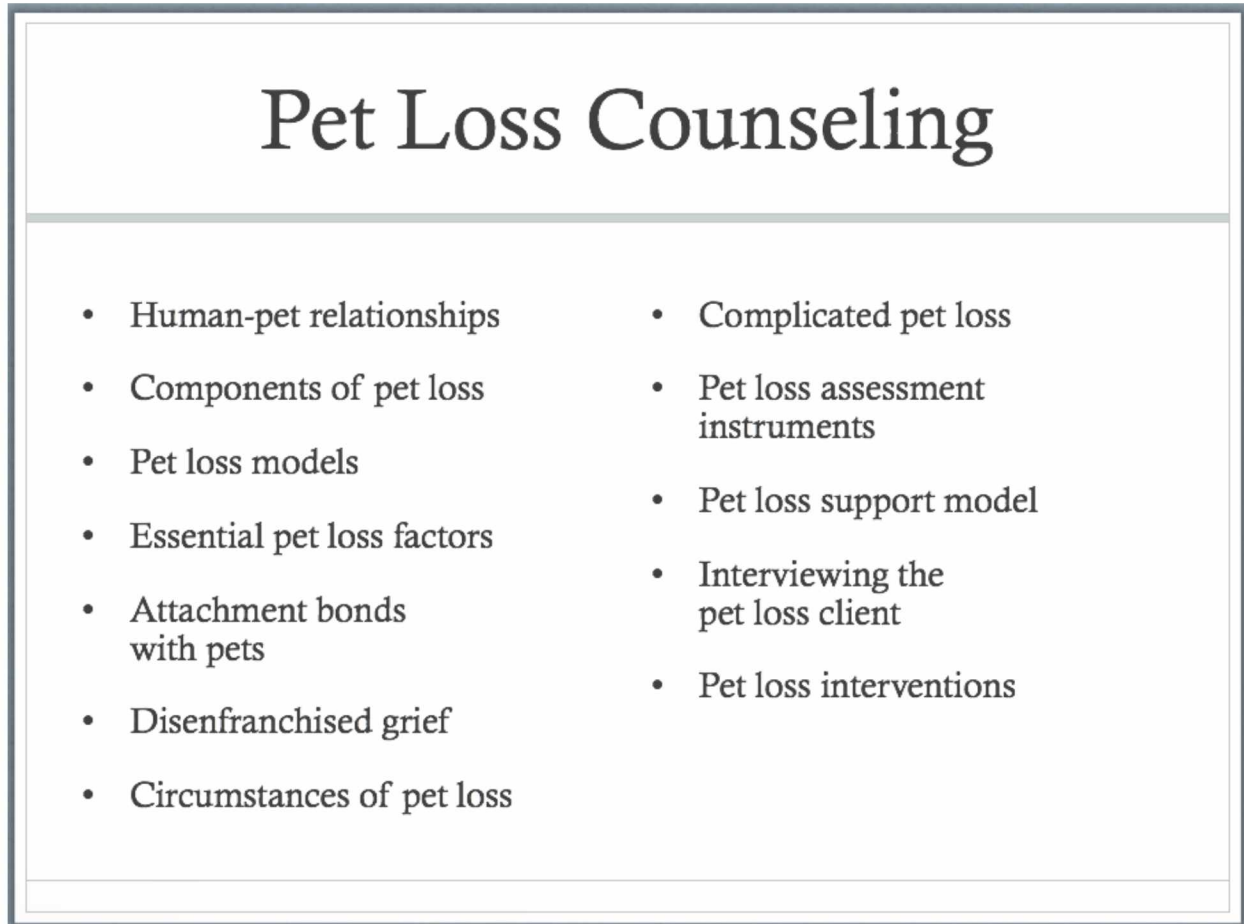 Pet Loss Counseling
• Human-pet relationships
• Components of pet loss
• Pet loss models
• Essential pet loss factors
• Attachment bonds
with pets
• Disenfranchised grief
• Circumstances of pet loss
• Complicated pet loss
• Pet loss assessment
instruments
• Pet loss support model
• Interviewing the
pet loss client
• Pet loss interventions